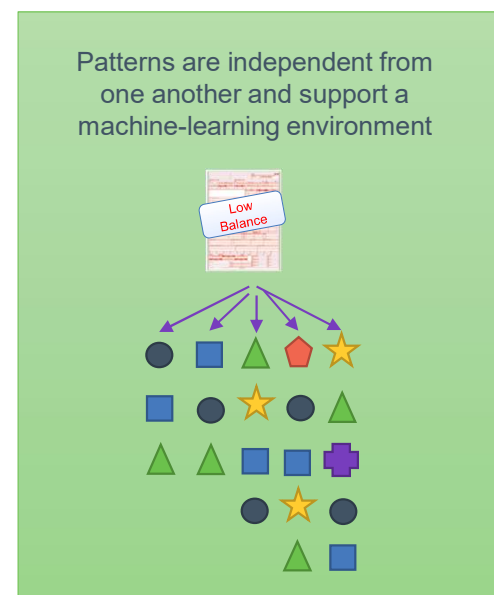 Patterns are independent from
one another and support a
machine-learning environment
Low
Balance